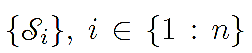 {𝒮ᵢ}, i ∈ {1 : n}